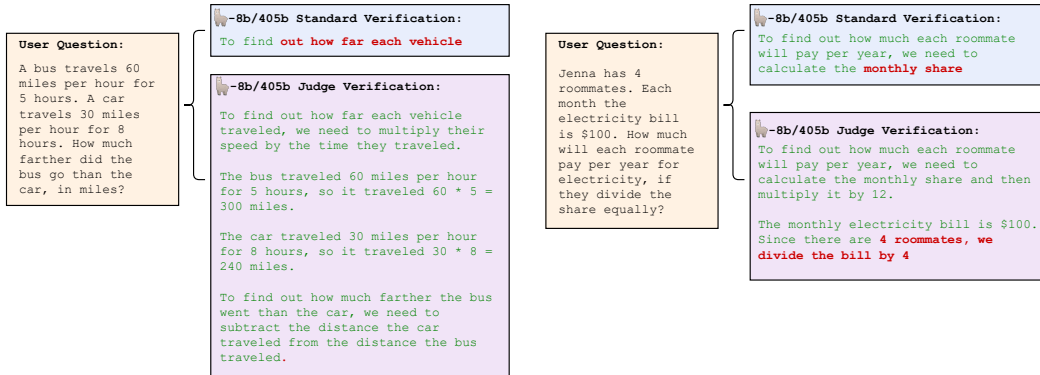 User Question:
A bus travels 60
miles per hour for
5 hours. A car
travels 30 miles
per hour for 8
hours. How much
farther did the
bus go than the
car, in miles?
-8b/405b Standard Verification:
To find out how far each vehicle
-8b/405b Judge Verification:
To find out how far each vehicle
traveled, we need to multiply their
speed by the time they traveled.
The bus traveled 60 miles per hour
for 5 hours, so it traveled 60 * 5 =
300 miles.
The car traveled 30 miles per hour
for 8 hours, so it traveled 30 * 8 =
240 miles.
To find out how much farther the bus
went than the car, we need to
subtract the distance the car
traveled from the distance the bus
traveled.
User Question:
Jenna has 4
roommates. Each
month the
electricity bill
is $100. How much
will each roommate
pay per year for
electricity, if
they divide the
share equally?
-8b/405b Standard Verification:
To find out how much each roommate
will pay per year, we need to
calculate the monthly share
-8b/405b Judge Verification:
To find out how much each roommate
will pay per year, we need to
calculate the monthly share and then
multiply it by 12.
The monthly electricity bill is $100.
Since there are 4 roommates, we
divide the bill by 4